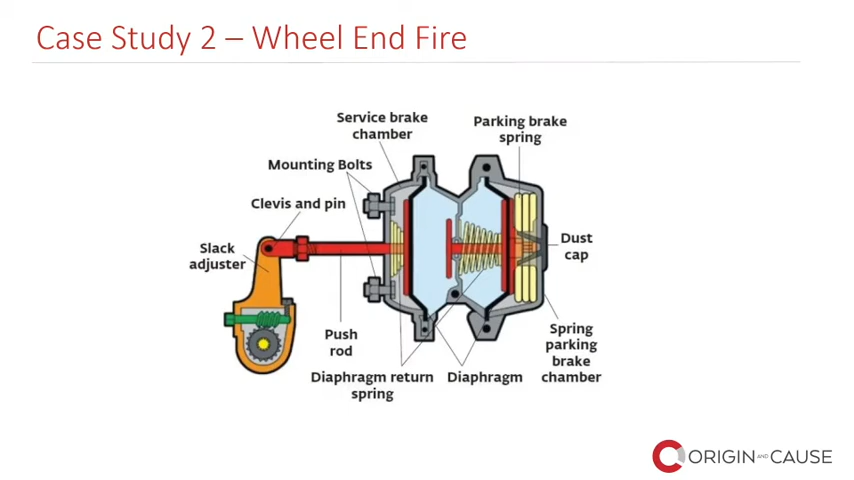 Case Study 2 – Wheel End Fire
Service brake
chamber
Parking brake
spring
Mounting Bolts
Clevis and pin
Slack
adjuster
Dust
cap
Push
rod
Spring
parking
brake
chamber
Diaphragm return
spring
Diaphragm
ORIGIN AND CAUSE